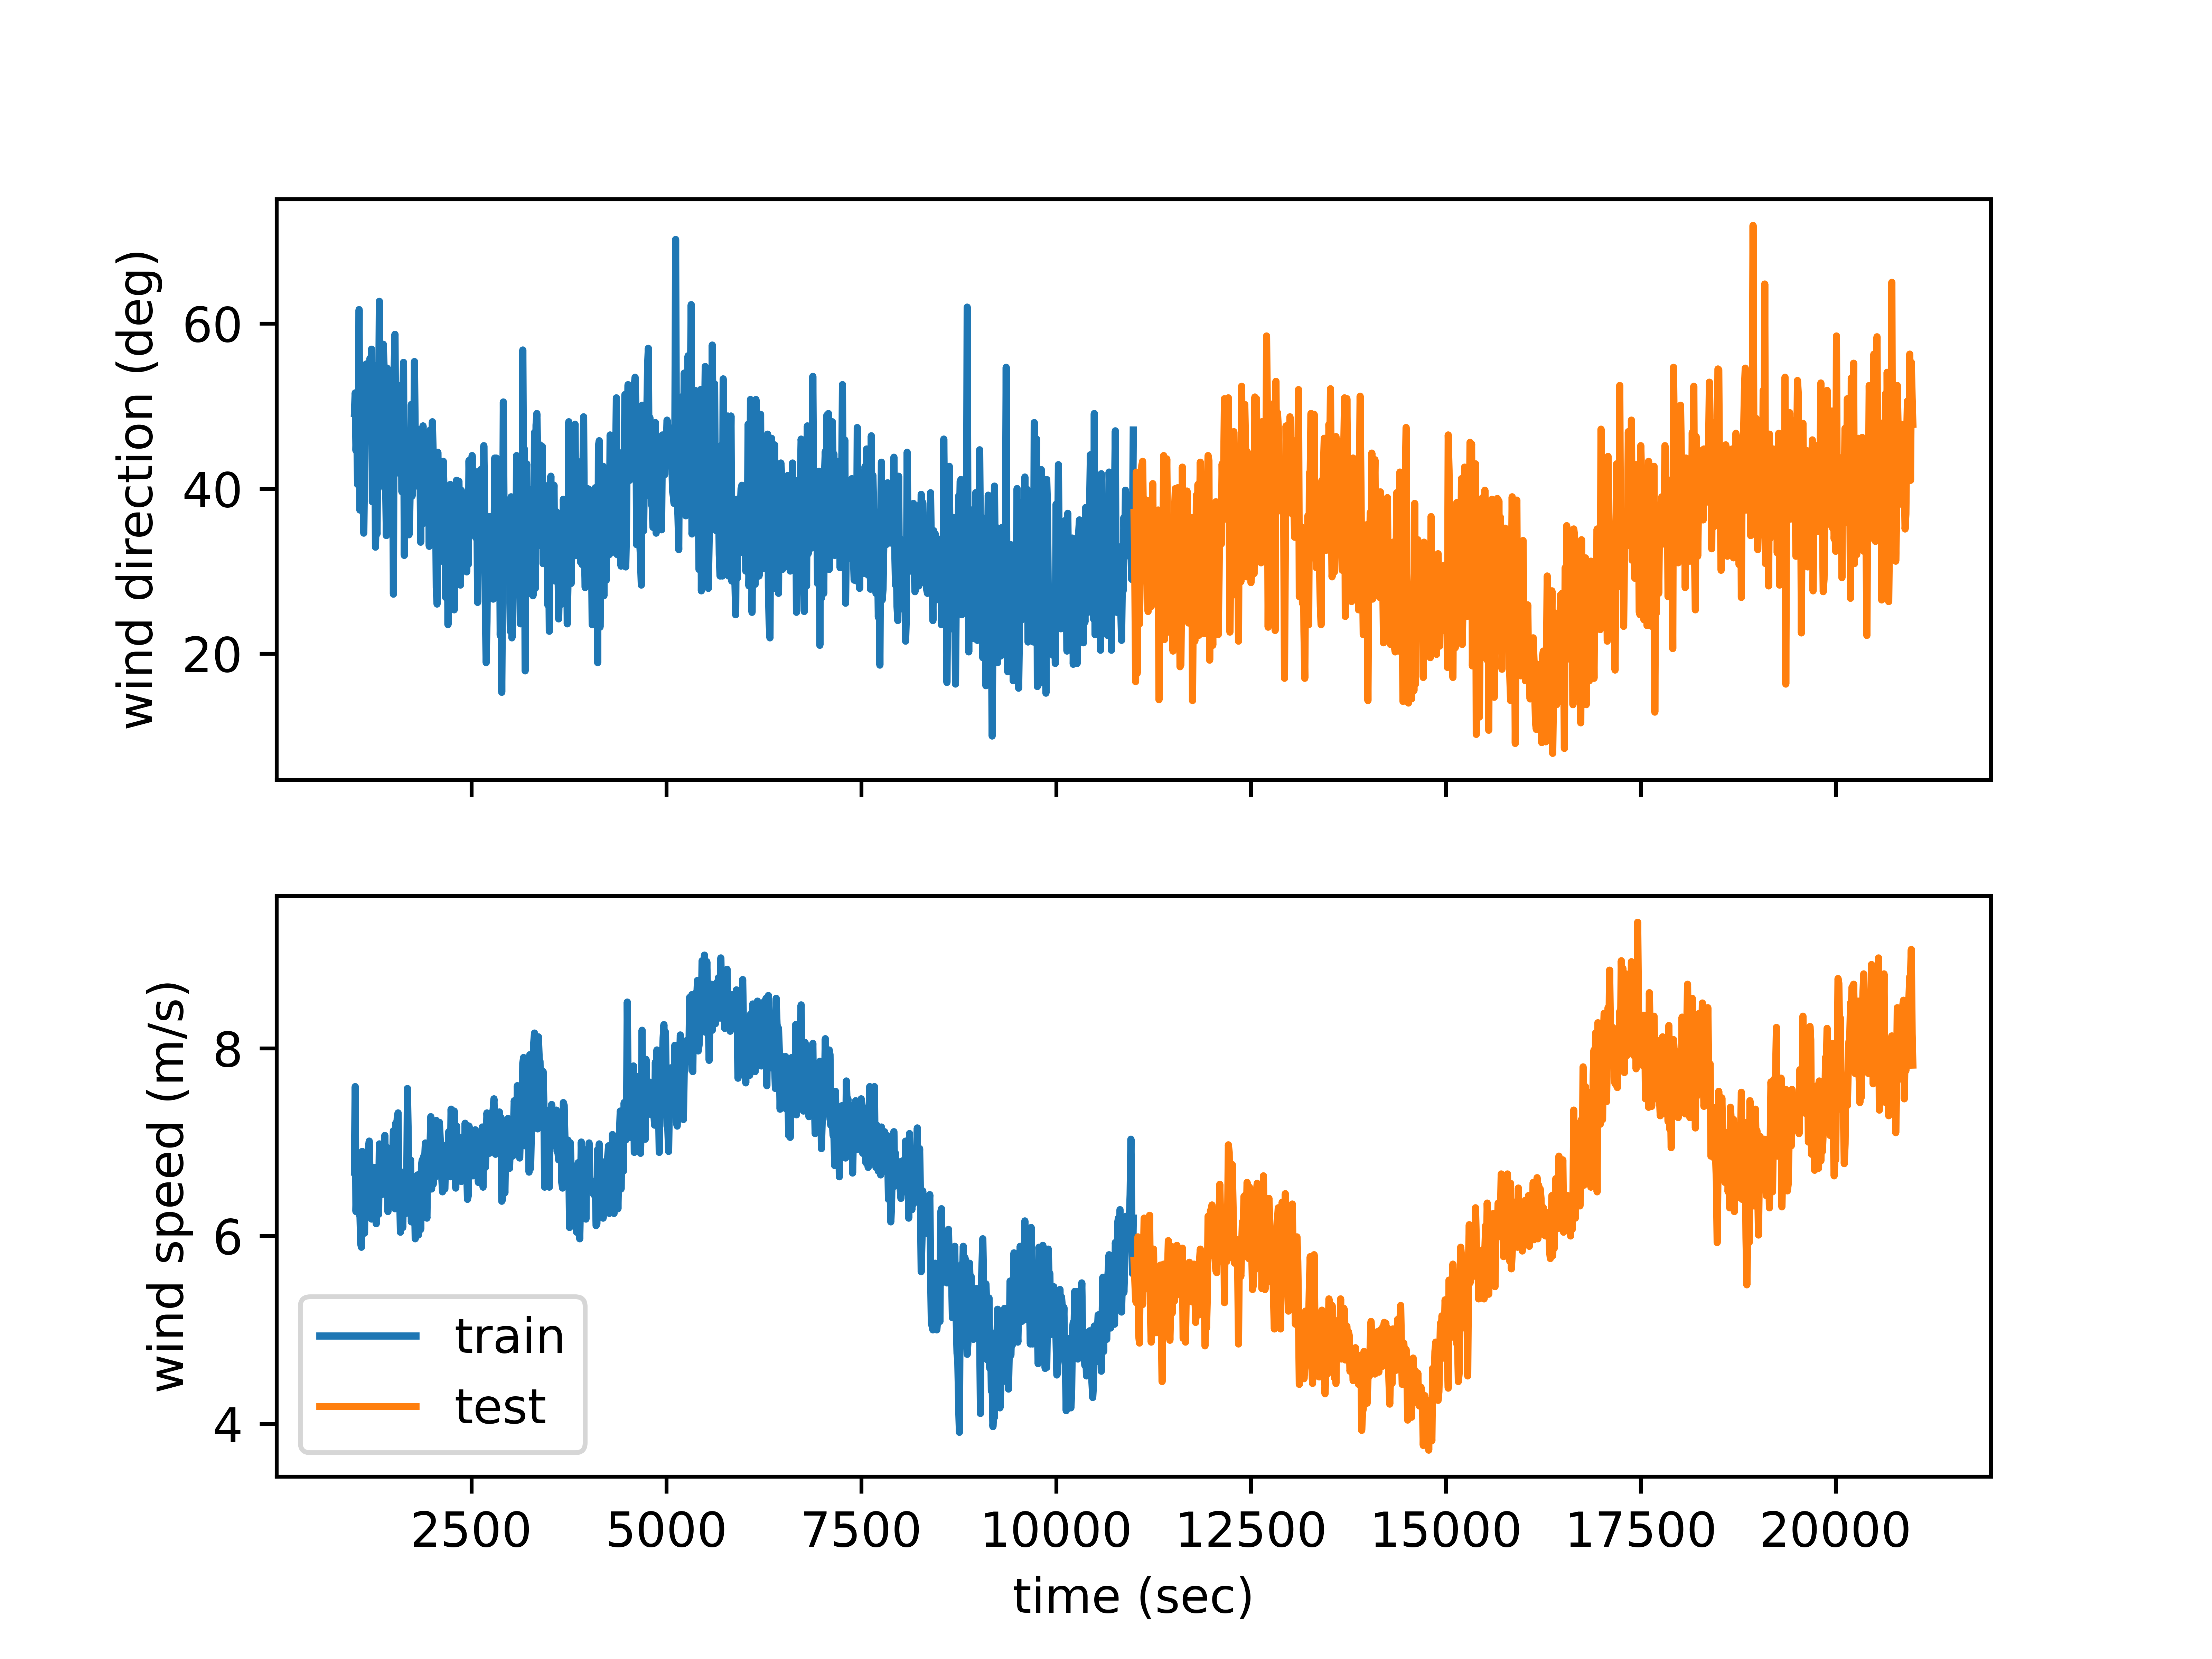 wind direction (deg)
60
40
20
wind speed (m/s)
8
6
4
train
test
2500 5000 7500 10000 12500 15000 17500 20000
time (sec)